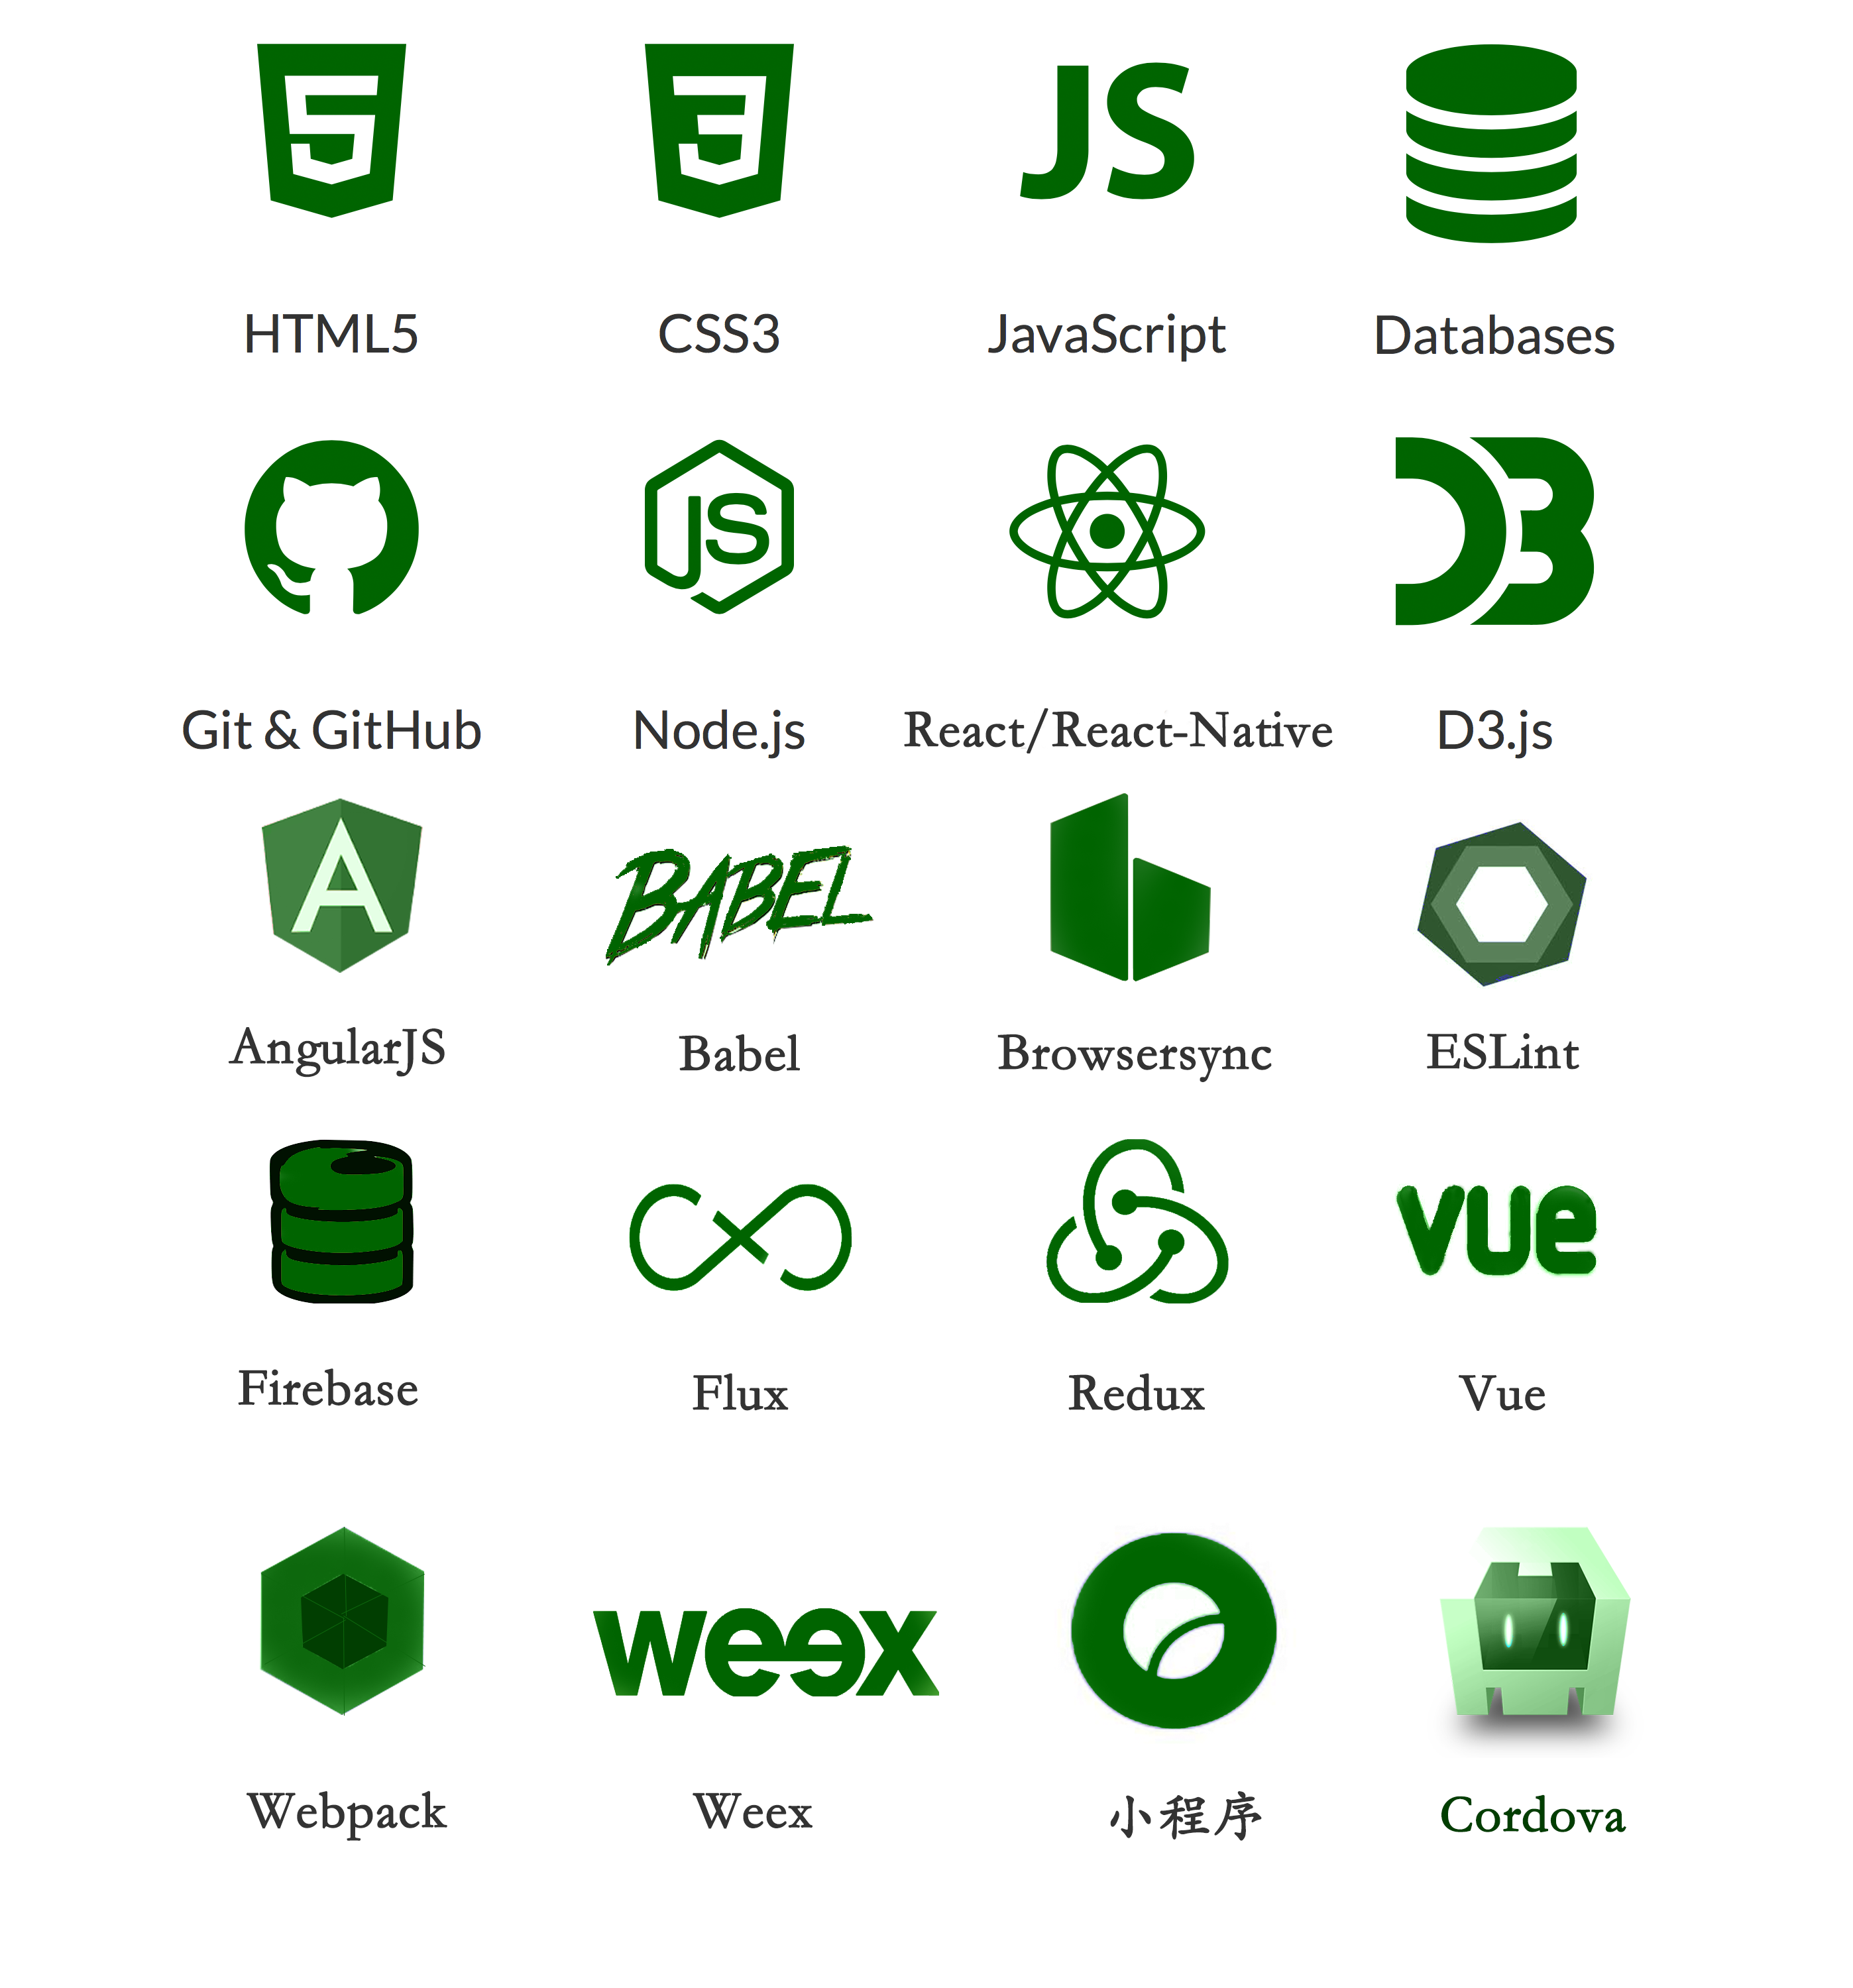 5 3 JS
HTML5 CSS3 JavaScript Databases
JS D3
Git & GitHub Node.js React/React-Native D3.js
A BABEL b
AngularJS Babel Browsersync ESLint
vue
Firebase Flux Redux Vue
weex
Webpack Weex 小程序 Cordova